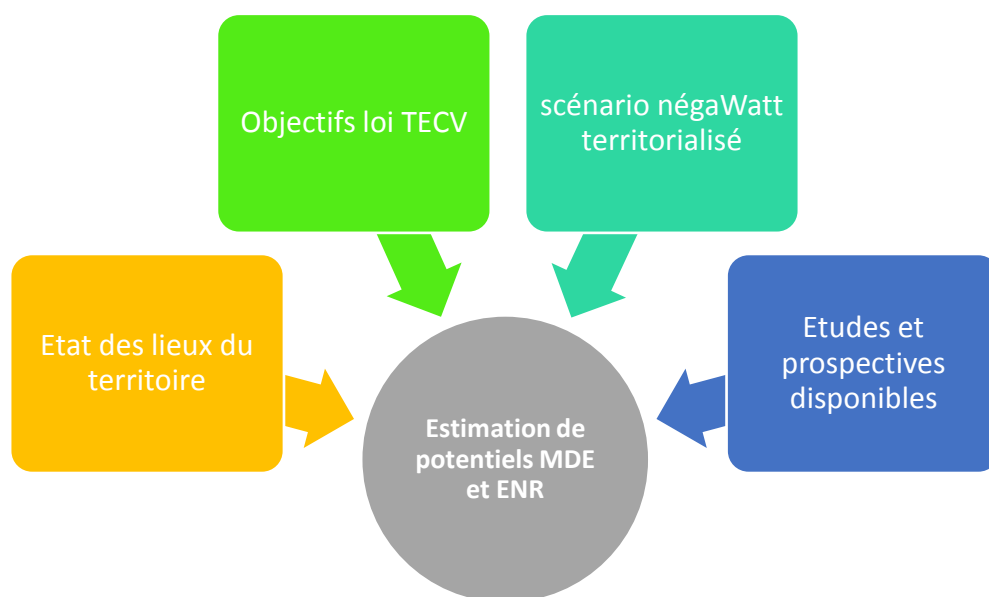 Objectifs loi TECV
scénario négaWatt
territorialisé
Etat des lieux du
territoire
Etudes et
prospectives
disponibles
Estimation de
potentiels MDE
et ENR